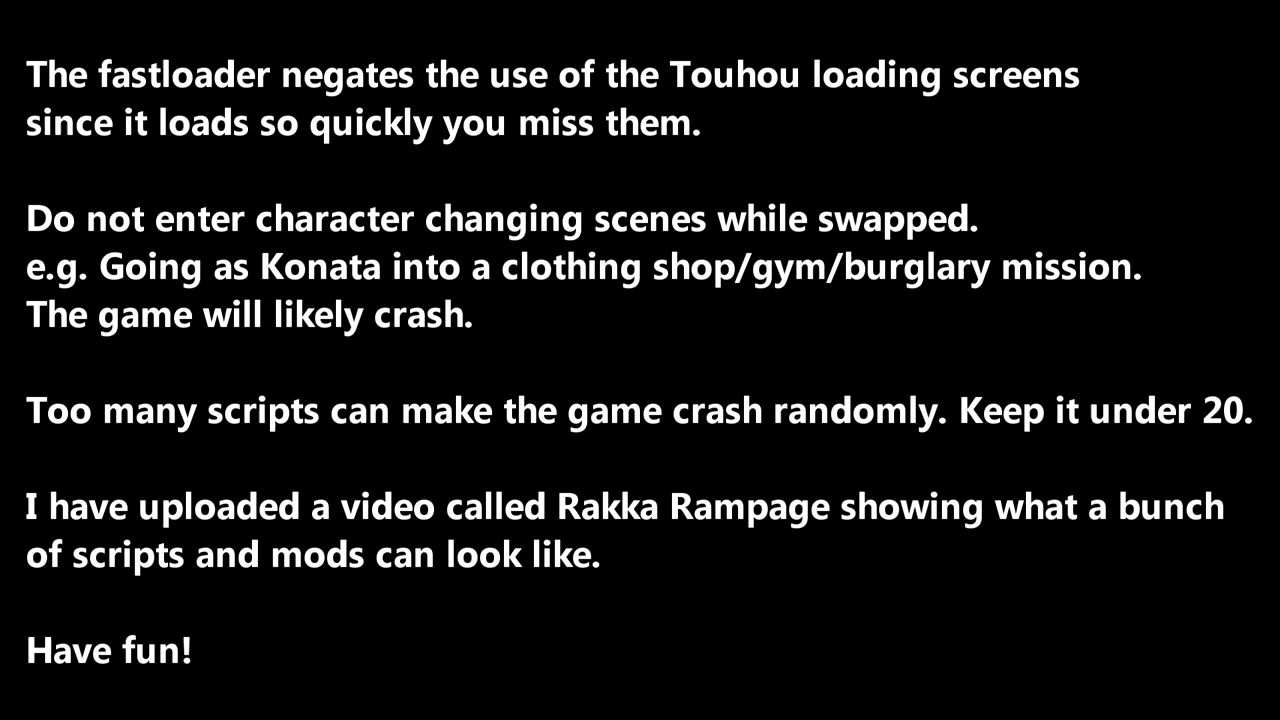 The fastloader negates the use of the Touhou loading screens
since it loads so quickly you miss them.
Do not enter character changing scenes while swapped.
e.g. Going as Konata into a clothing shop/gym/burglary mission.
The game will likely crash.
Too many scripts can make the game crash randomly. Keep it under 20.
I have uploaded a video called Rakka Rampage showing what a bunch
of scripts and mods can look like.
Have fun!